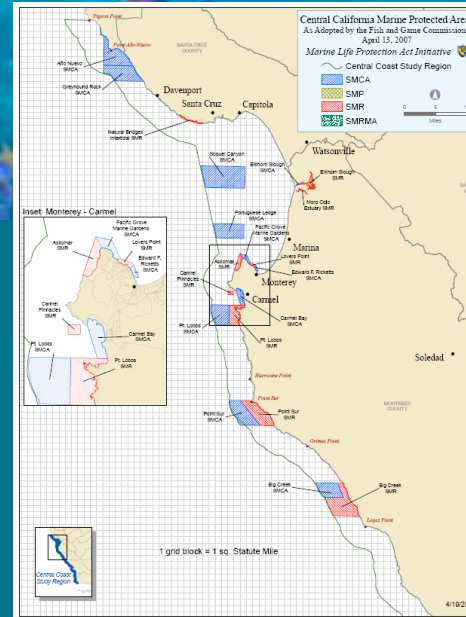 Central California Marine Protected Area
As Adopted by the Fish and Game Commission
April 13, 2007
Marine Life Protection Act Initiative
Central Coast Study Region
SMCA
SMP
SMR
SMRMA
Miles
Pigeon Point
SANTA CRUZ
COUNTY
Point Año Nuevo
Año Nuevo
SMCA
Greyhound Rock
SMCA
Davenport
Santa Cruz
Capitola
Natural Bridges
Intertidal SMR
Watsonville
Soquel Canyon
SMCA
Elkhorn Slough
SMCA
Elkhorn Slough
SMR
Moro Cojo
Estuary SMR
Portuguese Ledge
SMCA
Pacific Grove
Marine Gardens
SMCA
Marina
Lovers Point
SMR
Asilomar
SMR
Edward F. Ricketts
SMCA
Monterey
Carmel
Pinnacles
SMR
Carmel
Carmel Bay
SMCA
Pt. Lobos
SMCA
Pt. Lobos
SMR
Soledad
Hurricane Point
MONTEREY
COUNTY
Point Sur
Point Sur
SMCA
Point Sur
SMR
Big Creek
SMCA
Big Creek
SMR
Lopez Point
1 grid block = 1 sq. Statute Mile
Inset: Monterey - Carmel
Pacific Grove
Marine Gardens
SMCA
Asilomar
SMR
Lovers Point
SMR
Edward F.
Ricketts
SMCA
Carmel
Pinnacles
SMR
Carmel Bay
SMCA
Pt. Lobos
SMCA
Pt. Lobos
SMR
Central Coast
Study Region